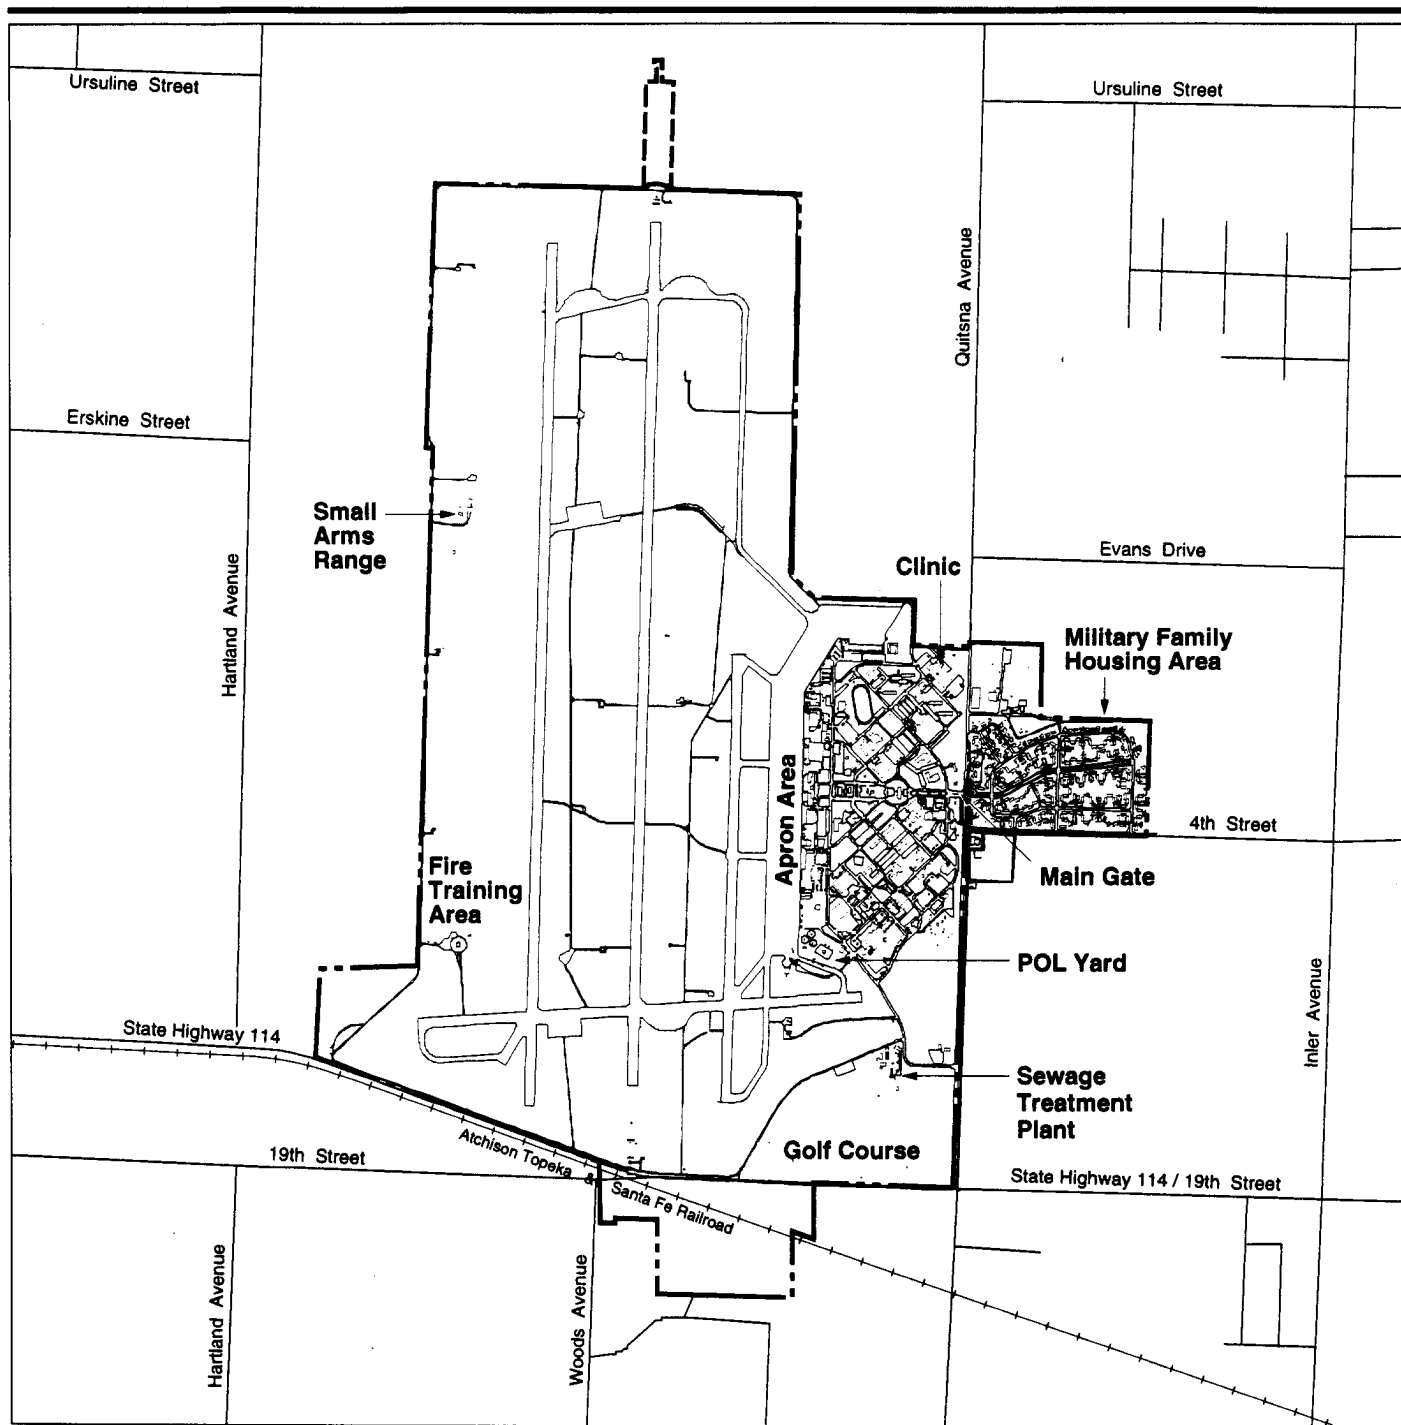 Ursuline Street
Ursuline Street
Quitsna Avenue
Erskine Street
Small
Arms
Range
Evans Drive
Clinic
Hartland Avenue
Military Family
Housing Area
Apron Area
4th Street
Fire
Training
Area
Main Gate
POL Yard
Inler Avenue
State Highway 114
Sewage
Treatment
Plant
Atchison Topeka &
Santa Fe Railroad
19th Street
Golf Course
State Highway 114 / 19th Street
Hartland Avenue
Woods Avenue